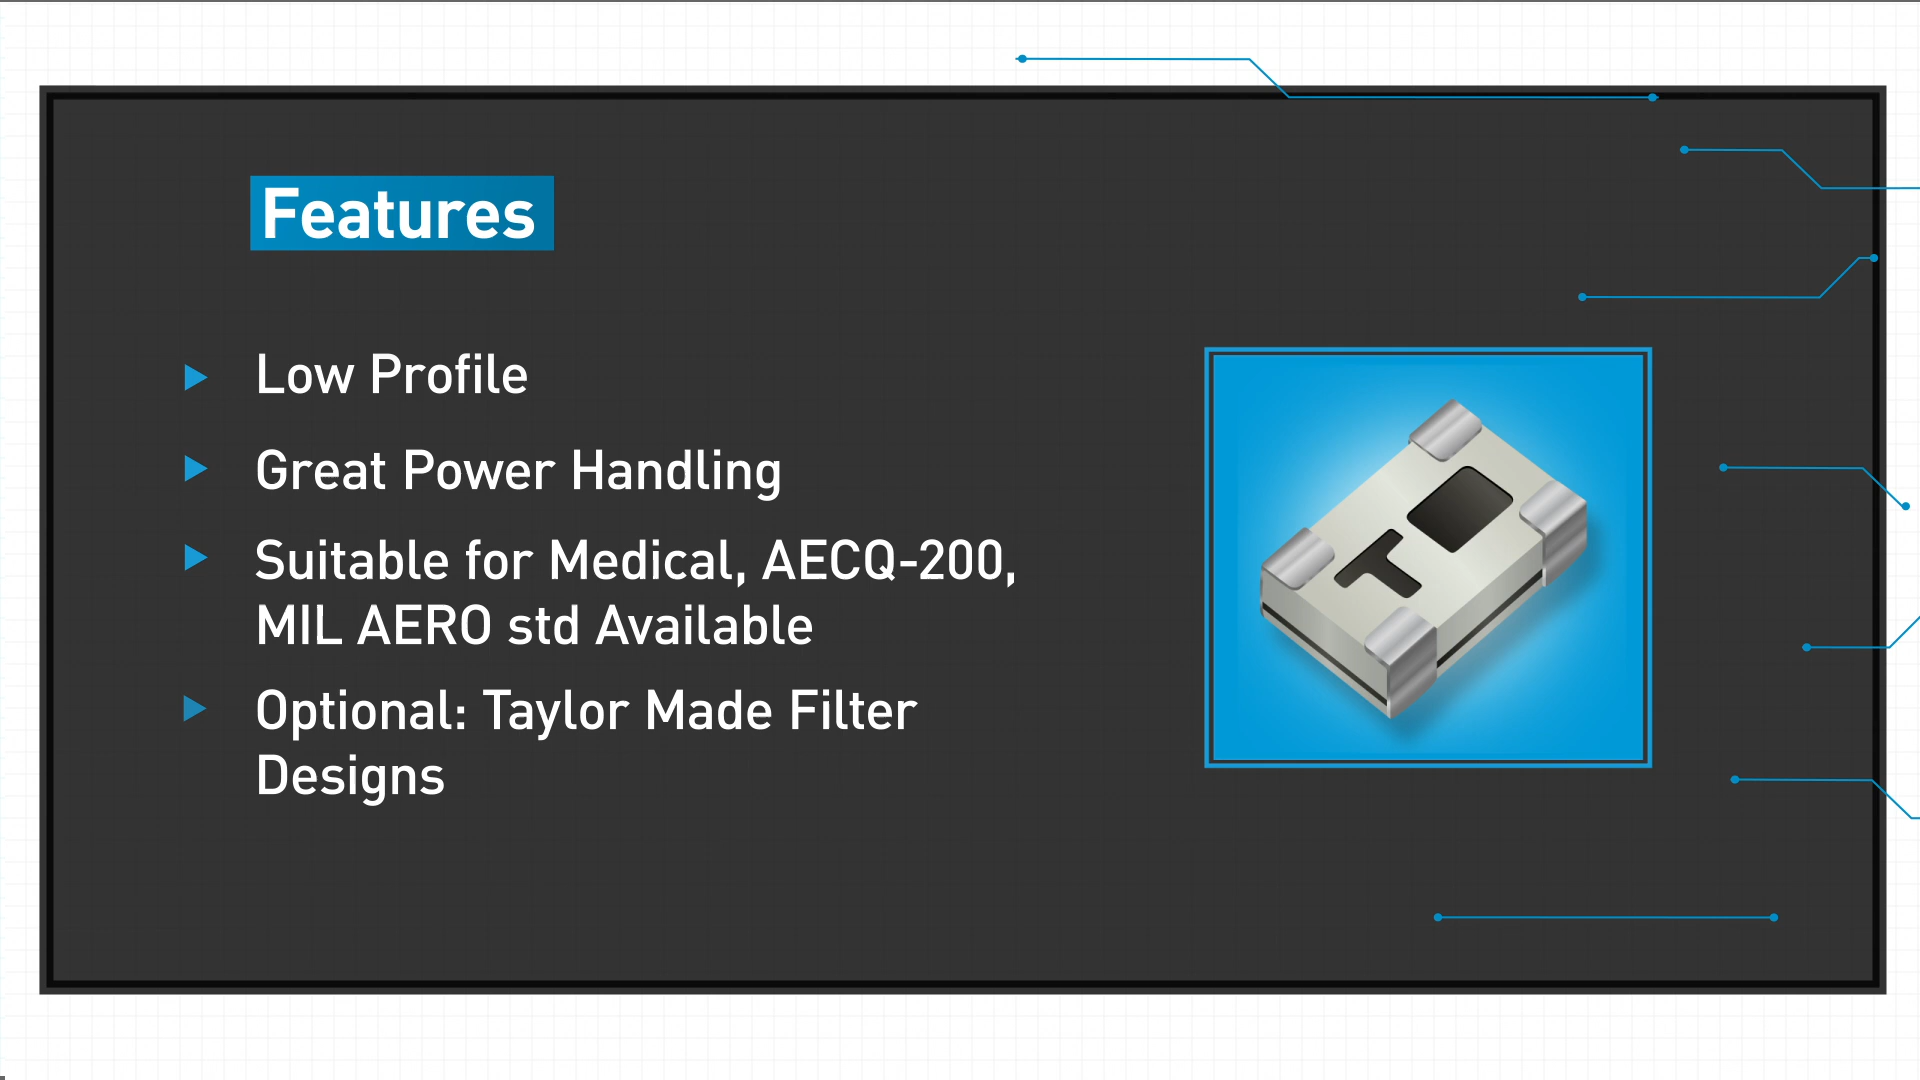 Features
Low Profile
Great Power Handling
Suitable for Medical, AECQ-200,
MIL AERO std Available
Optional: Taylor Made Filter
Designs